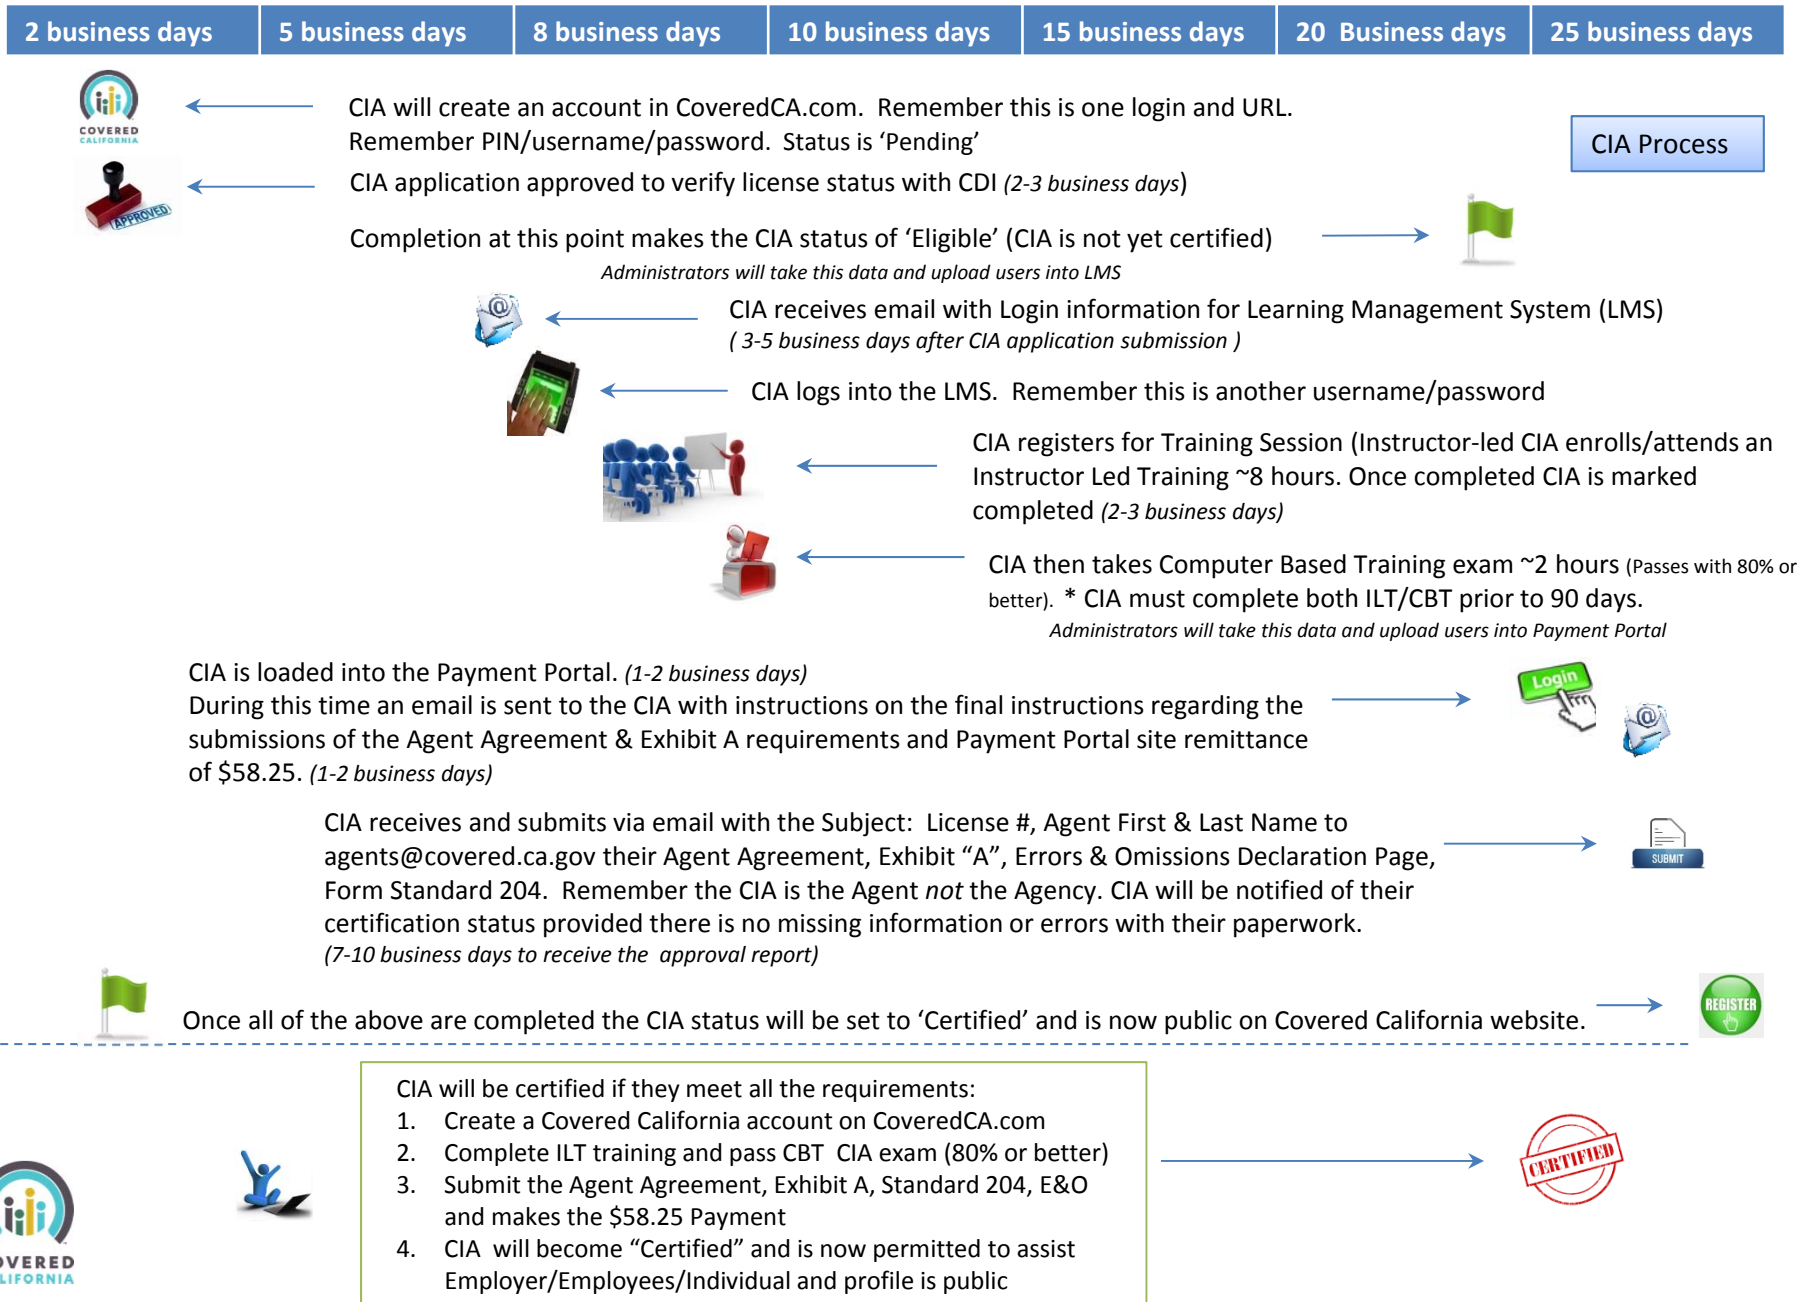 2 business days
5 business days
8 business days
10 business days
15 business days
20  Business days
25 business days
COVERED
CALIFORNIA
CIA will create an account in CoveredCA.com.  Remember this is one login and URL.
Remember PIN/username/password.  Status is ‘Pending’
CIA Process
APPROVED
CIA application approved to verify license status with CDI (2-3 business days)
Completion at this point makes the CIA status of ‘Eligible’ (CIA is not yet certified)
Administrators will take this data and upload users into LMS
@
CIA receives email with Login information for Learning Management System (LMS)
( 3-5 business days after CIA application submission )
CIA logs into the LMS.  Remember this is another username/password
CIA registers for Training Session (Instructor-led CIA enrolls/attends an
Instructor Led Training ~8 hours. Once completed CIA is marked
completed (2-3 business days)
CIA then takes Computer Based Training exam ~2 hours (Passes with 80% or
better).  * CIA must complete both ILT/CBT prior to 90 days.
Administrators will take this data and upload users into Payment Portal
CIA is loaded into the Payment Portal. (1-2 business days)
During this time an email is sent to the CIA with instructions on the final instructions regarding the
submissions of the Agent Agreement & Exhibit A requirements and Payment Portal site remittance
of $58.25. (1-2 business days)
Login
@
CIA receives and submits via email with the Subject:  License #, Agent First & Last Name to
agents@covered.ca.gov their Agent Agreement, Exhibit “A”, Errors & Omissions Declaration Page,
Form Standard 204.  Remember the CIA is the Agent not the Agency. CIA will be notified of their
certification status provided there is no missing information or errors with their paperwork.
(7-10 business days to receive the  approval report)
SUBMIT
Once all of the above are completed the CIA status will be set to ‘Certified’ and is now public on Covered California website.
REGISTER
CIA will be certified if they meet all the requirements:
1.   Create a Covered California account on CoveredCA.com
2.   Complete ILT training and pass CBT  CIA exam (80% or better)
3.   Submit the Agent Agreement, Exhibit A, Standard 204, E&O
and makes the $58.25 Payment
4.   CIA  will become “Certified” and is now permitted to assist
Employer/Employees/Individual and profile is public
CERTIFIED
OVERED
LIFORNIA